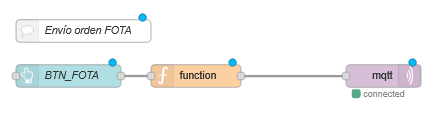 Envío orden FOTA
BTN_FOTA
function
mqtt
connected